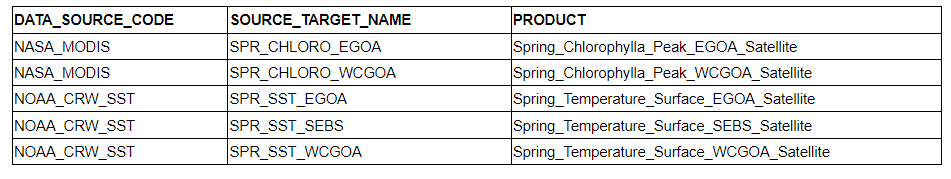 DATA_SOURCE_CODE SOURCE_TARGET_NAME PRODUCT
NASA_MODIS SPR_CHLORO_EGOA Spring_Chlorophylla_Peak_EGOA_Satellite
NASA_MODIS SPR_CHLORO_WCGOA Spring_Chlorophylla_Peak_WCGOA_Satellite
NOAA_CRW_SST SPR_SST_EGOA Spring_Temperature_Surface_EGOA_Satellite
NOAA_CRW_SST SPR_SST_SEBS Spring_Temperature_Surface_SEBS_Satellite
NOAA_CRW_SST SPR_SST_WCGOA Spring_Temperature_Surface_WCGOA_Satellite